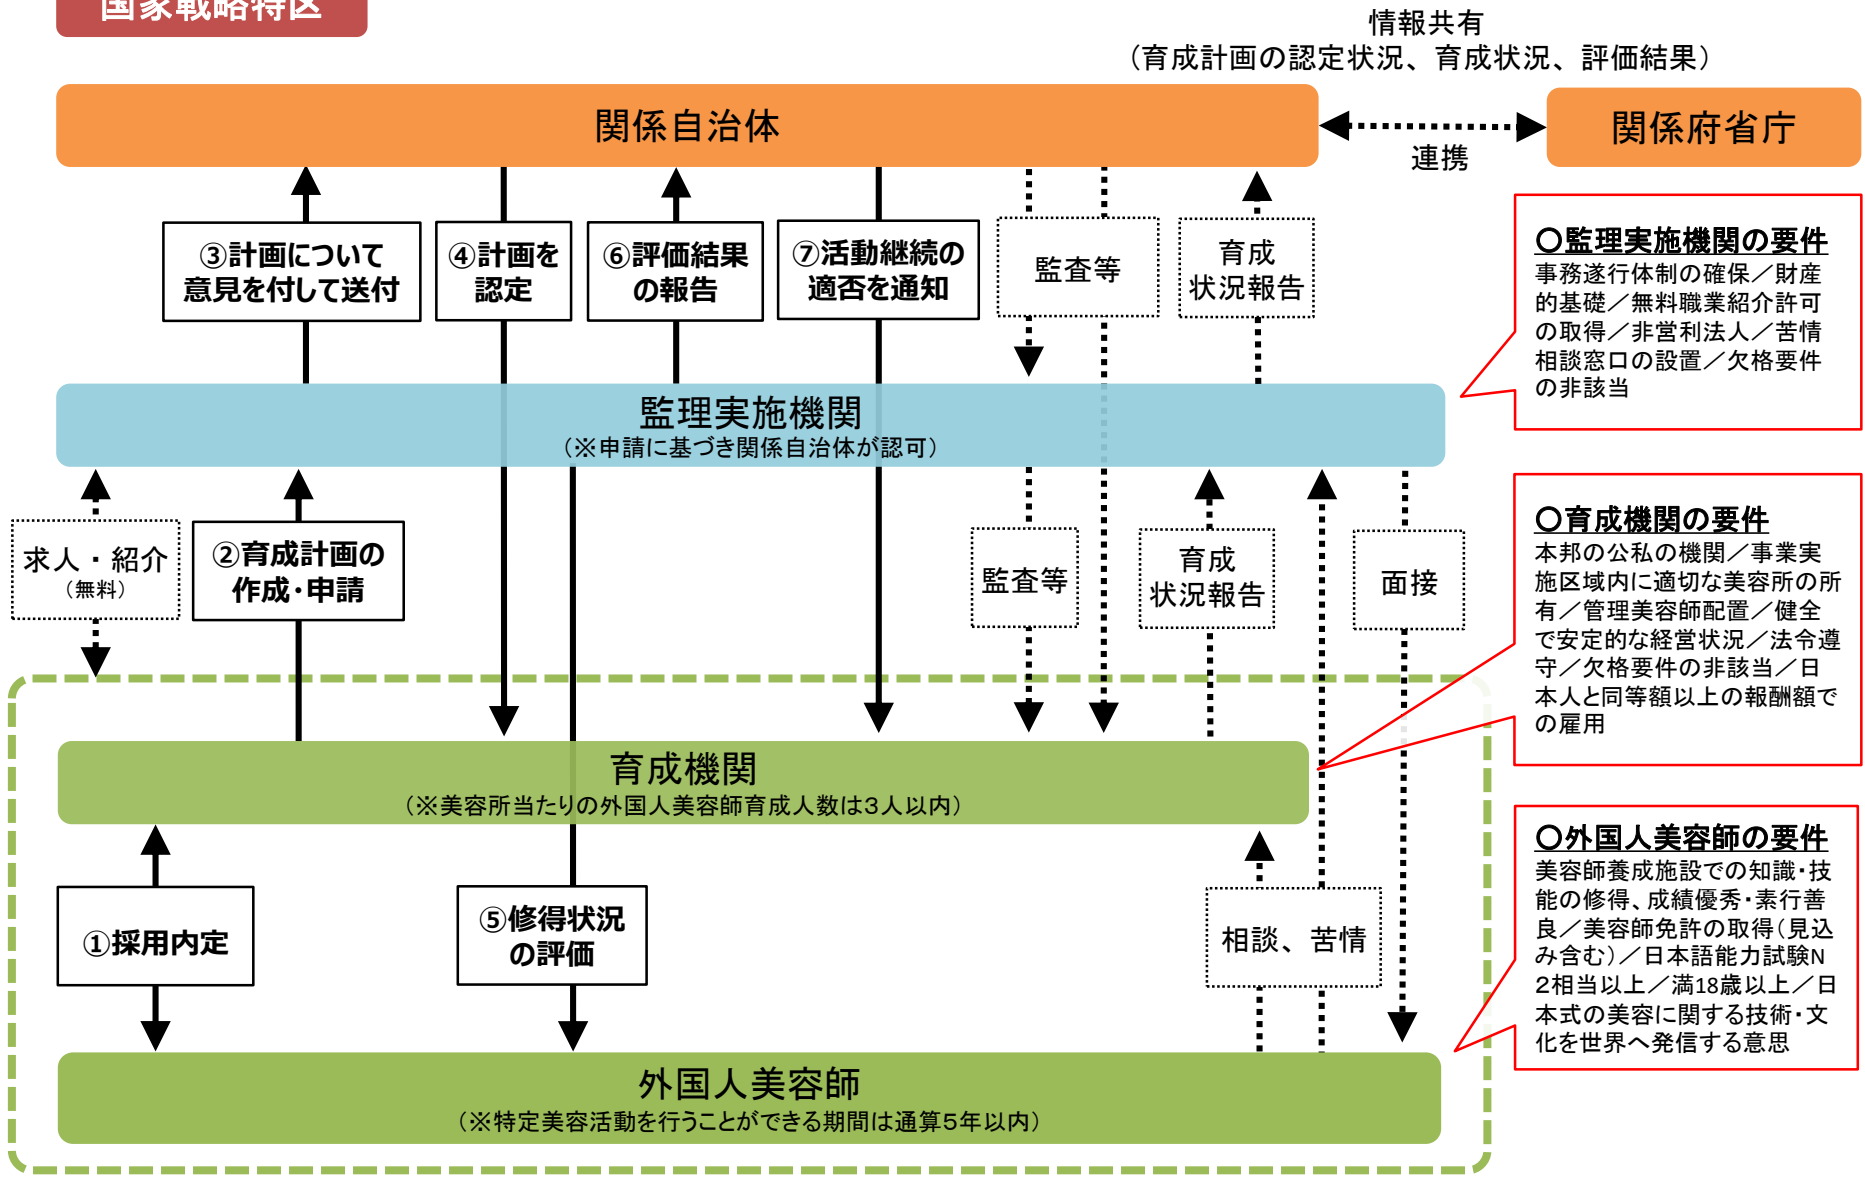 国家戦略特区
情報共有
（育成計画の認定状況、育成状況、評価結果）
関係自治体
関係府省庁
連携
③計画について
意見を付して送付
④計画を
認定
⑥評価結果
の報告
⑦活動継続の
適否を通知
監査等
育成
状況報告
○監理実施機関の要件
事務遂行体制の確保／財産
的基礎／無料職業紹介許可
の取得／非営利法人／苦情
相談窓口の設置／欠格要件
の非該当
監理実施機関
（※申請に基づき関係自治体が認可）
求人・紹介
（無料）
②育成計画の
作成・申請
監査等
育成
状況報告
面接
○育成機関の要件
本邦の公私の機関／事業実
施区域内に適切な美容所の所
有／管理美容師配置／健全
で安定的な経営状況／法令遵
守／欠格要件の非該当／日
本人と同等額以上の報酬額で
の雇用
育成機関
（※美容所当たりの外国人美容師育成人数は３人以内）
①採用内定
⑤修得状況
の評価
相談、苦情
○外国人美容師の要件
美容師養成施設での知識・技
能の修得、成績優秀・素行善
良／美容師免許の取得（見込
み含む）／日本語能力試験N
２相当以上／満18歳以上／日
本式の美容に関する技術・文
化を世界へ発信する意思
外国人美容師
（※特定美容活動を行うことができる期間は通算５年以内）